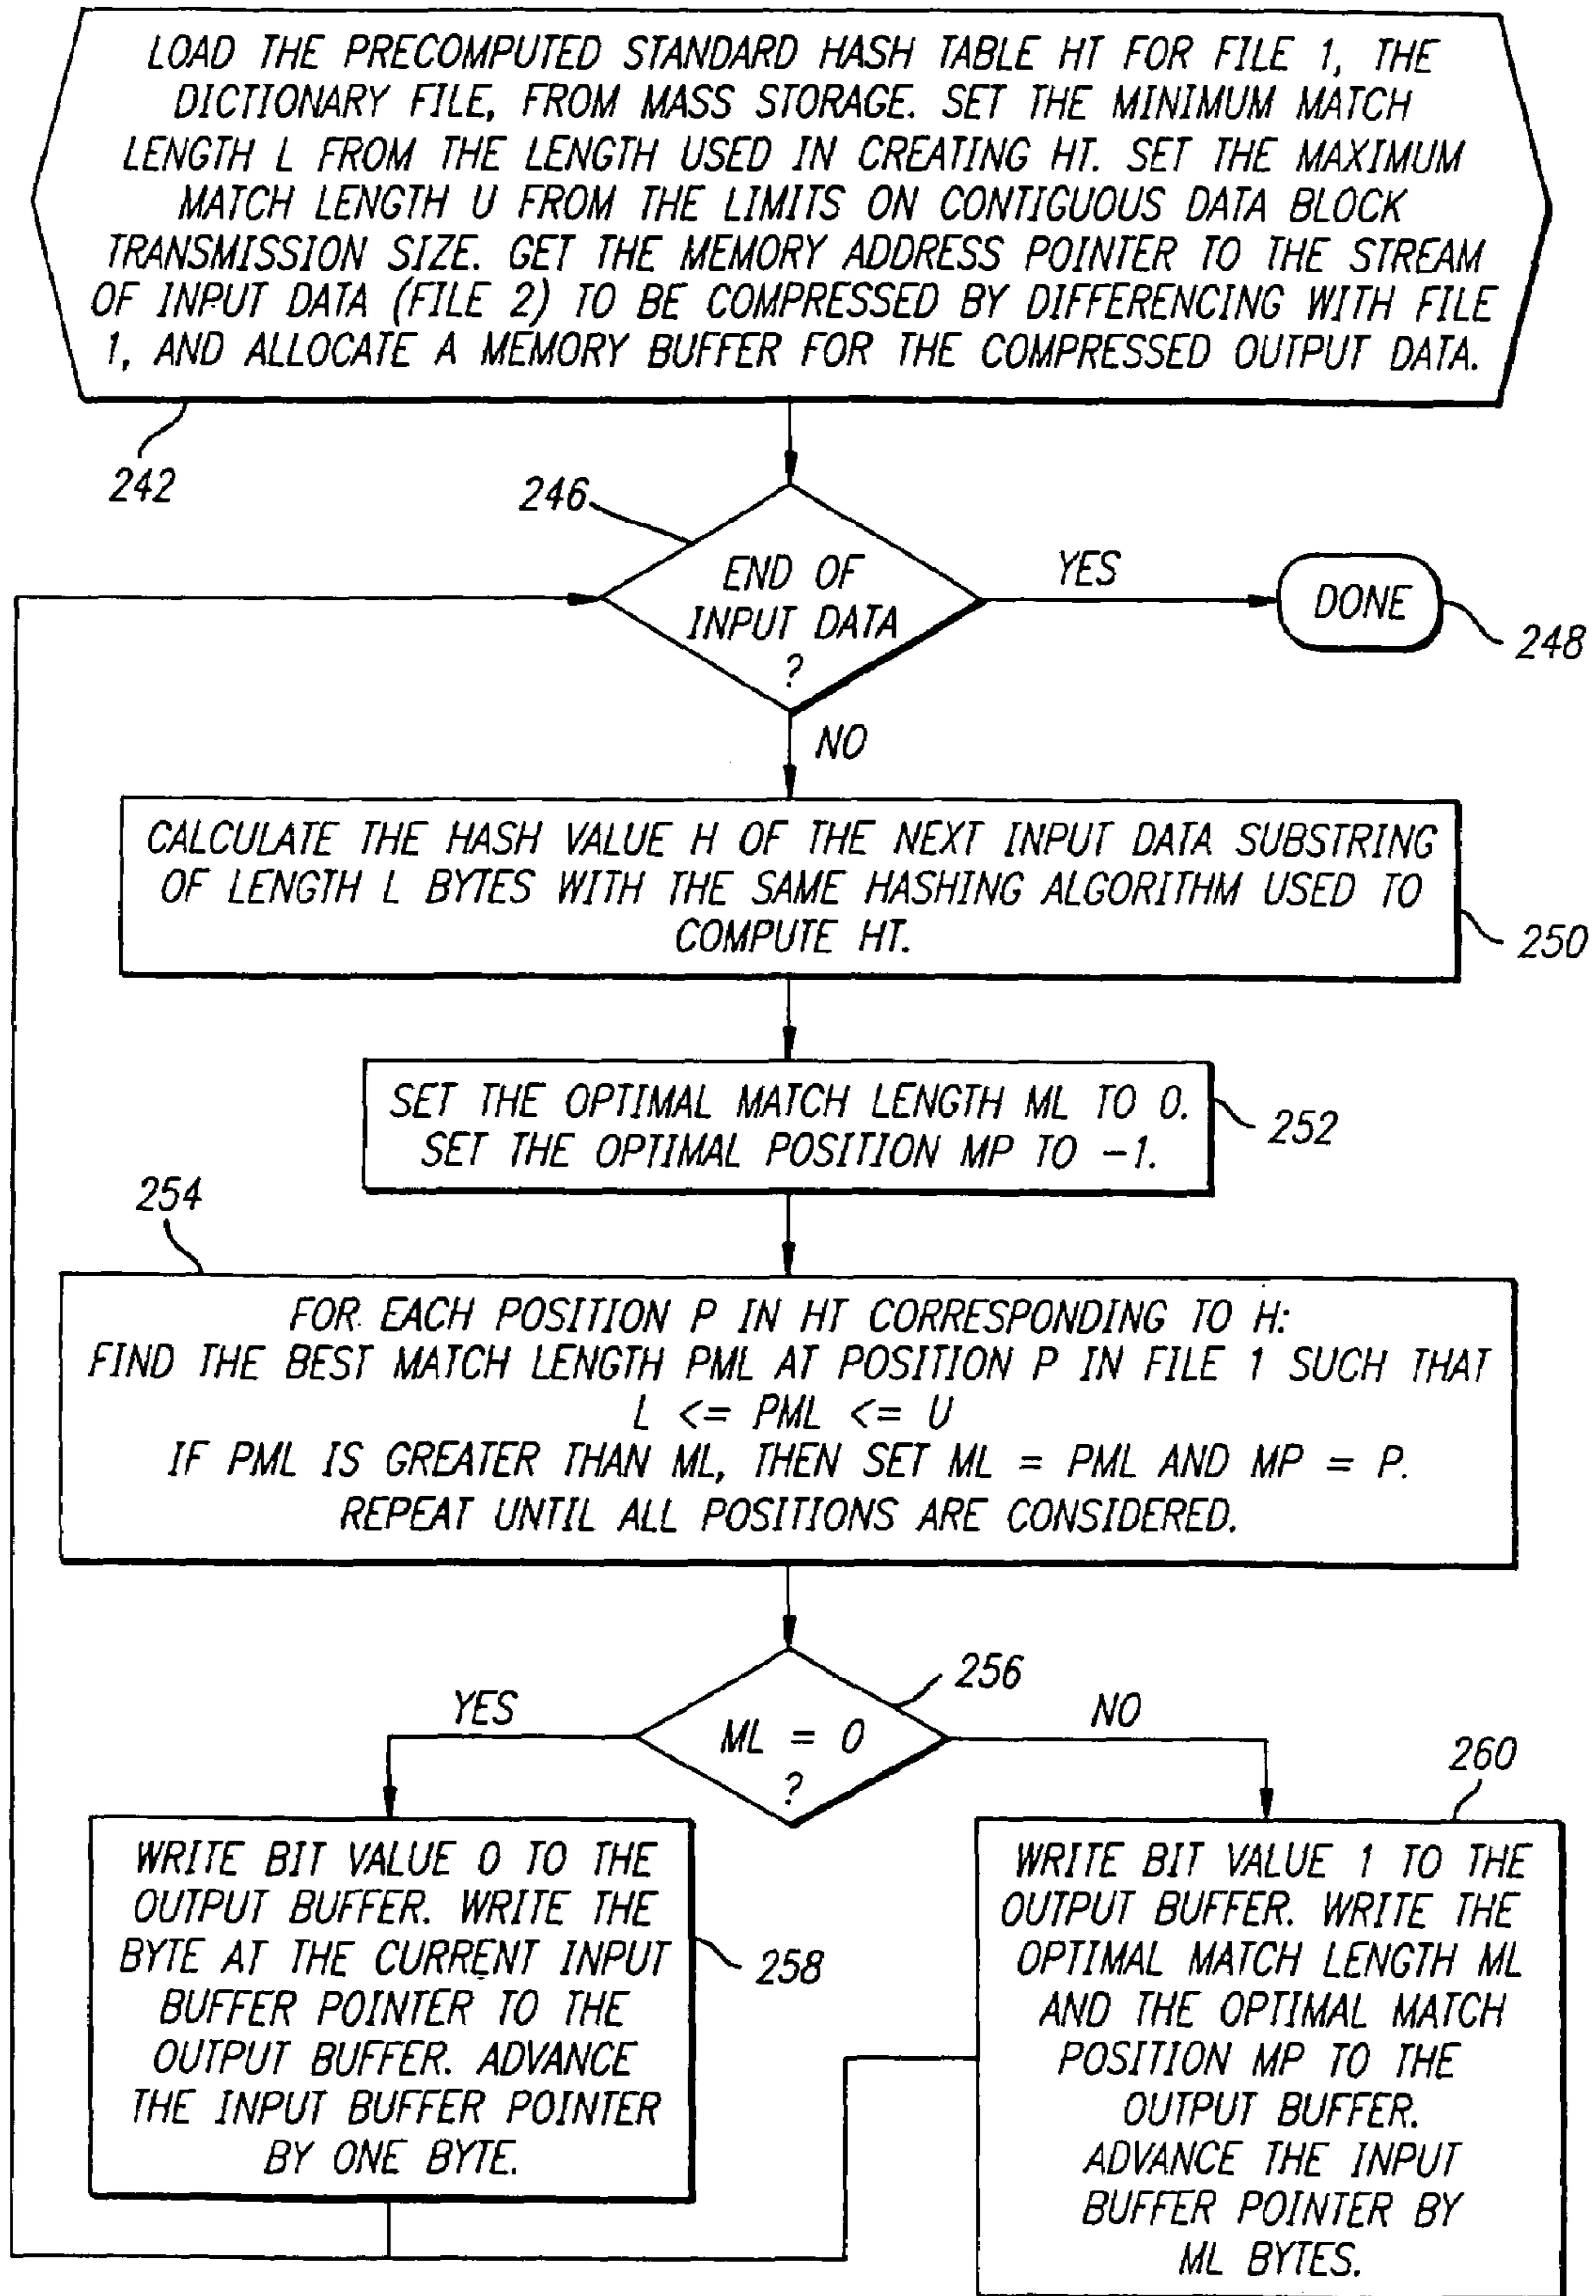 LOAD THE PRECOMPUTED STANDARD HASH TABLE HT FOR FILE 1, THE
DICTIONARY FILE, FROM MASS STORAGE. SET THE MINIMUM MATCH
LENGTH L FROM THE LENGTH USED IN CREATING HT. SET THE MAXIMUM
MATCH LENGTH U FROM THE LIMITS ON CONTIGUOUS DATA BLOCK
TRANSMISSION SIZE. GET THE MEMORY ADDRESS POINTER TO THE STREAM
OF INPUT DATA (FILE 2) TO BE COMPRESSED BY DIFFERENCING WITH FILE
1, AND ALLOCATE A MEMORY BUFFER FOR THE COMPRESSED OUTPUT DATA.
242
246
END OF
INPUT DATA
?
YES
DONE
248
NO
CALCULATE THE HASH VALUE H OF THE NEXT INPUT DATA SUBSTRING
OF LENGTH L BYTES WITH THE SAME HASHING ALGORITHM USED TO
COMPUTE HT.
250
SET THE OPTIMAL MATCH LENGTH ML TO 0.
SET THE OPTIMAL POSITION MP TO -1.
252
254
FOR EACH POSITION P IN HT CORRESPONDING TO H:
FIND THE BEST MATCH LENGTH PML AT POSITION P IN FILE 1 SUCH THAT
L <= PML <= U
IF PML IS GREATER THAN ML, THEN SET ML = PML AND MP = P.
REPEAT UNTIL ALL POSITIONS ARE CONSIDERED.
256
YES
ML = 0
?
NO
260
WRITE BIT VALUE 0 TO THE
OUTPUT BUFFER. WRITE THE
BYTE AT THE CURRENT INPUT
BUFFER POINTER TO THE
OUTPUT BUFFER. ADVANCE
THE INPUT BUFFER POINTER
BY ONE BYTE.
258
WRITE BIT VALUE 1 TO THE
OUTPUT BUFFER. WRITE THE
OPTIMAL MATCH LENGTH ML
AND THE OPTIMAL MATCH
POSITION MP TO THE
OUTPUT BUFFER.
ADVANCE THE INPUT
BUFFER POINTER BY
ML BYTES.